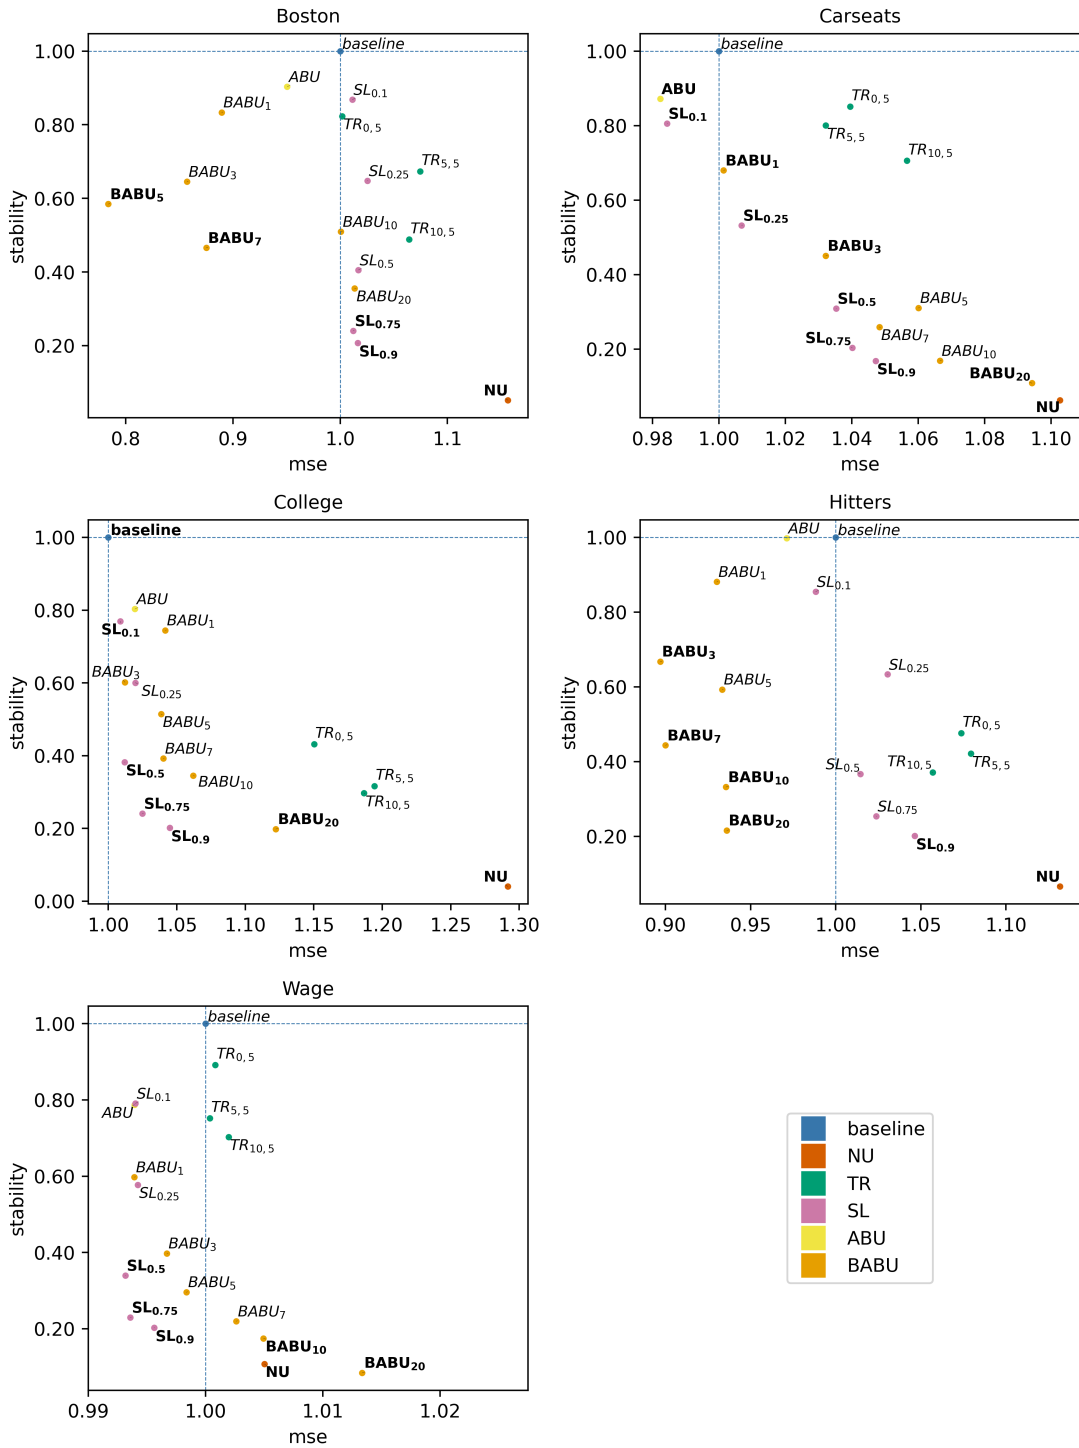 Boston
1.00
0.80
0.60
0.40
0.20
stability
baseline
ABU
SL0.1
BABU1
TR0, 5
TR5, 5
BABU3
SL0.25
BABU5
BABU10
TR10, 5
BABU7
SL0.5
BABU20
SL0.75
SL0.9
NU
0.8 0.9 1.0 1.1
mse
Carseats
1.00
0.80
0.60
0.40
0.20
stability
baseline
ABU
TR0, 5
SL0.1
TR5, 5
TR10, 5
BABU1
SL0.25
BABU3
SL0.5
BABU5
SL0.75
BABU7
BABU10
SL0.9
BABU20
NU
0.98 1.00 1.02 1.04 1.06 1.08 1.10
mse
College
1.00
0.80
0.60
0.40
0.20
0.00
stability
baseline
ABU
SL0.1
BABU1
BABU3
SL0.25
BABU5
TR0, 5
BABU7
SL0.5
BABU10
TR5, 5
TR10, 5
SL0.75
BABU20
SL0.9
NU
1.00 1.05 1.10 1.15 1.20 1.25 1.30
mse
Hitters
1.00
0.80
0.60
0.40
0.20
stability
ABU
baseline
BABU1
SL0.1
BABU3
SL0.25
BABU5
TR0, 5
BABU7
SL0.5
TR10, 5
TR5, 5
BABU10
SL0.75
BABU20
SL0.9
NU
0.90 0.95 1.00 1.05 1.10
mse
Wage
1.00
0.80
0.60
0.40
0.20
stability
baseline
TR0, 5
SL0.1
ABU
TR5, 5
TR10, 5
BABU1
SL0.25
BABU3
SL0.5
BABU5
SL0.75
BABU7
SL0.9
BABU10
NU
BABU20
0.99 1.00 1.01 1.02
mse
baseline
NU
TR
SL
ABU
BABU